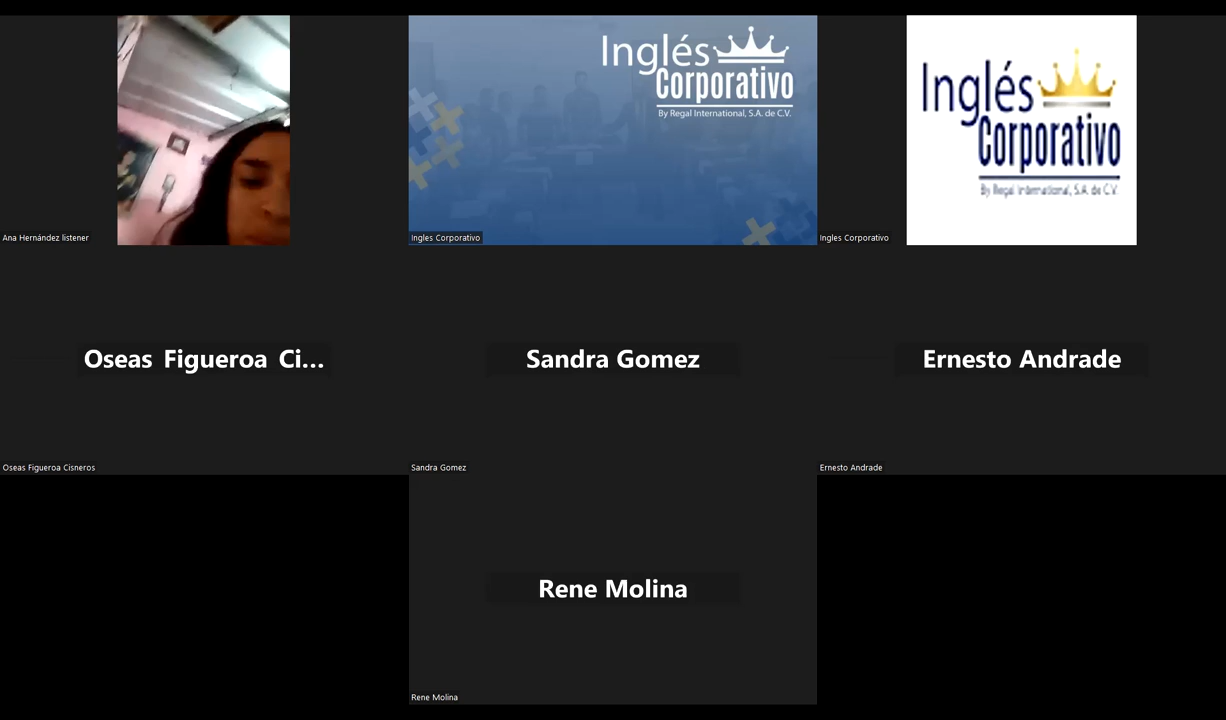 Inglés
Corporativo
By Regal International, S.A. de C.V.
Inglés
Corporativo
By Regal International, S.A. de C.V.
Ana Hernández listener
Ingles Corporativo
Ingles Corporativo
Oseas Figueroa Ci...
Sandra Gomez
Ernesto Andrade
Oseas Figueroa Cisneros
Sandra Gomez
Ernesto Andrade
Rene Molina
Rene Molina